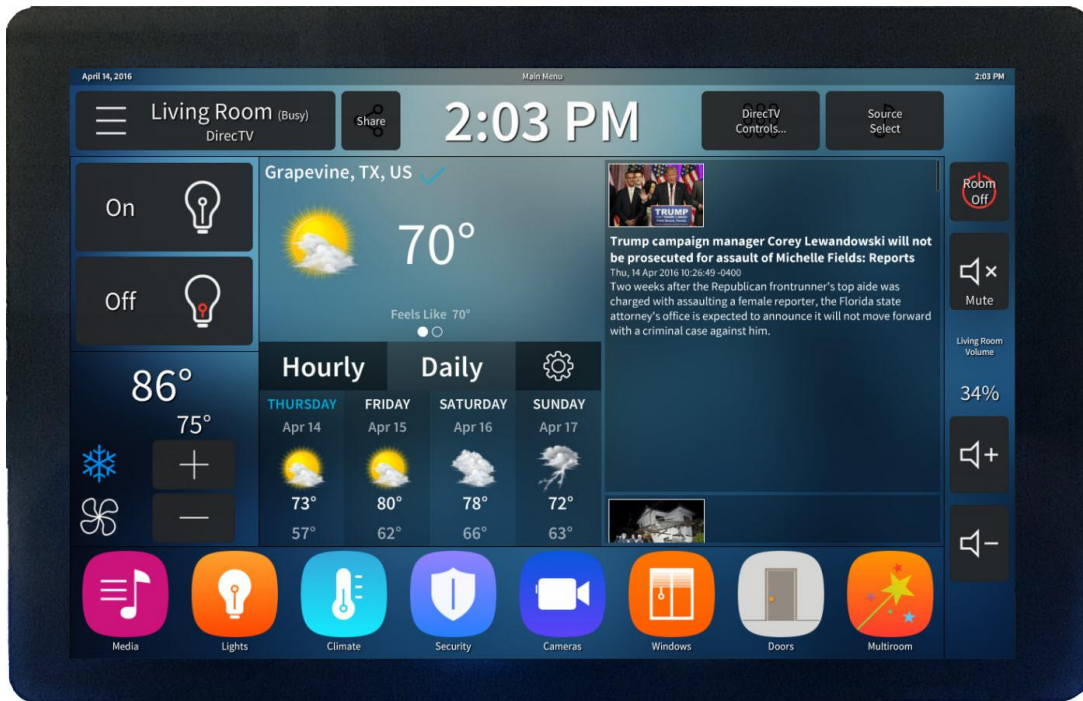 April 14, 2016
Main Menu
2:03 PM
Living Room (Busy)
DirecTV
Share
2:03 PM
DirecTV
Controls...
Source
Select
On
Off
86°
75°
Grapevine, TX, US
70°
Feels Like 70°
Hourly
Daily
THURSDAY
FRIDAY
SATURDAY
SUNDAY
Apr 14
Apr 15
Apr 16
Apr 17
73°
80°
78°
72°
57°
62°
66°
63°
TRUMP
Trump campaign manager Corey Lewandowski will not
be prosecuted for assault of Michelle Fields: Reports
Thu, 14 Apr 2016 10:26:49 -0400
Two weeks after the Republican frontrunner's top aide was
charged with assaulting a female reporter, the Florida state
attorney's office is expected to announce it will not move forward
with a criminal case against him.
Room
Off
Mute
Living Room
Volume
34%
Media
Lights
Climate
Security
Cameras
Windows
Doors
Multiroom